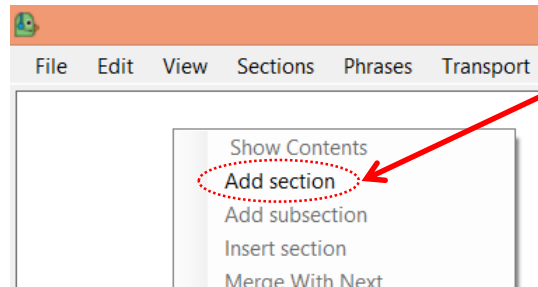 File Edit View Sections Phrases Transport
Show Contents
Add section
Add subsection
Insert section
Merge With Next